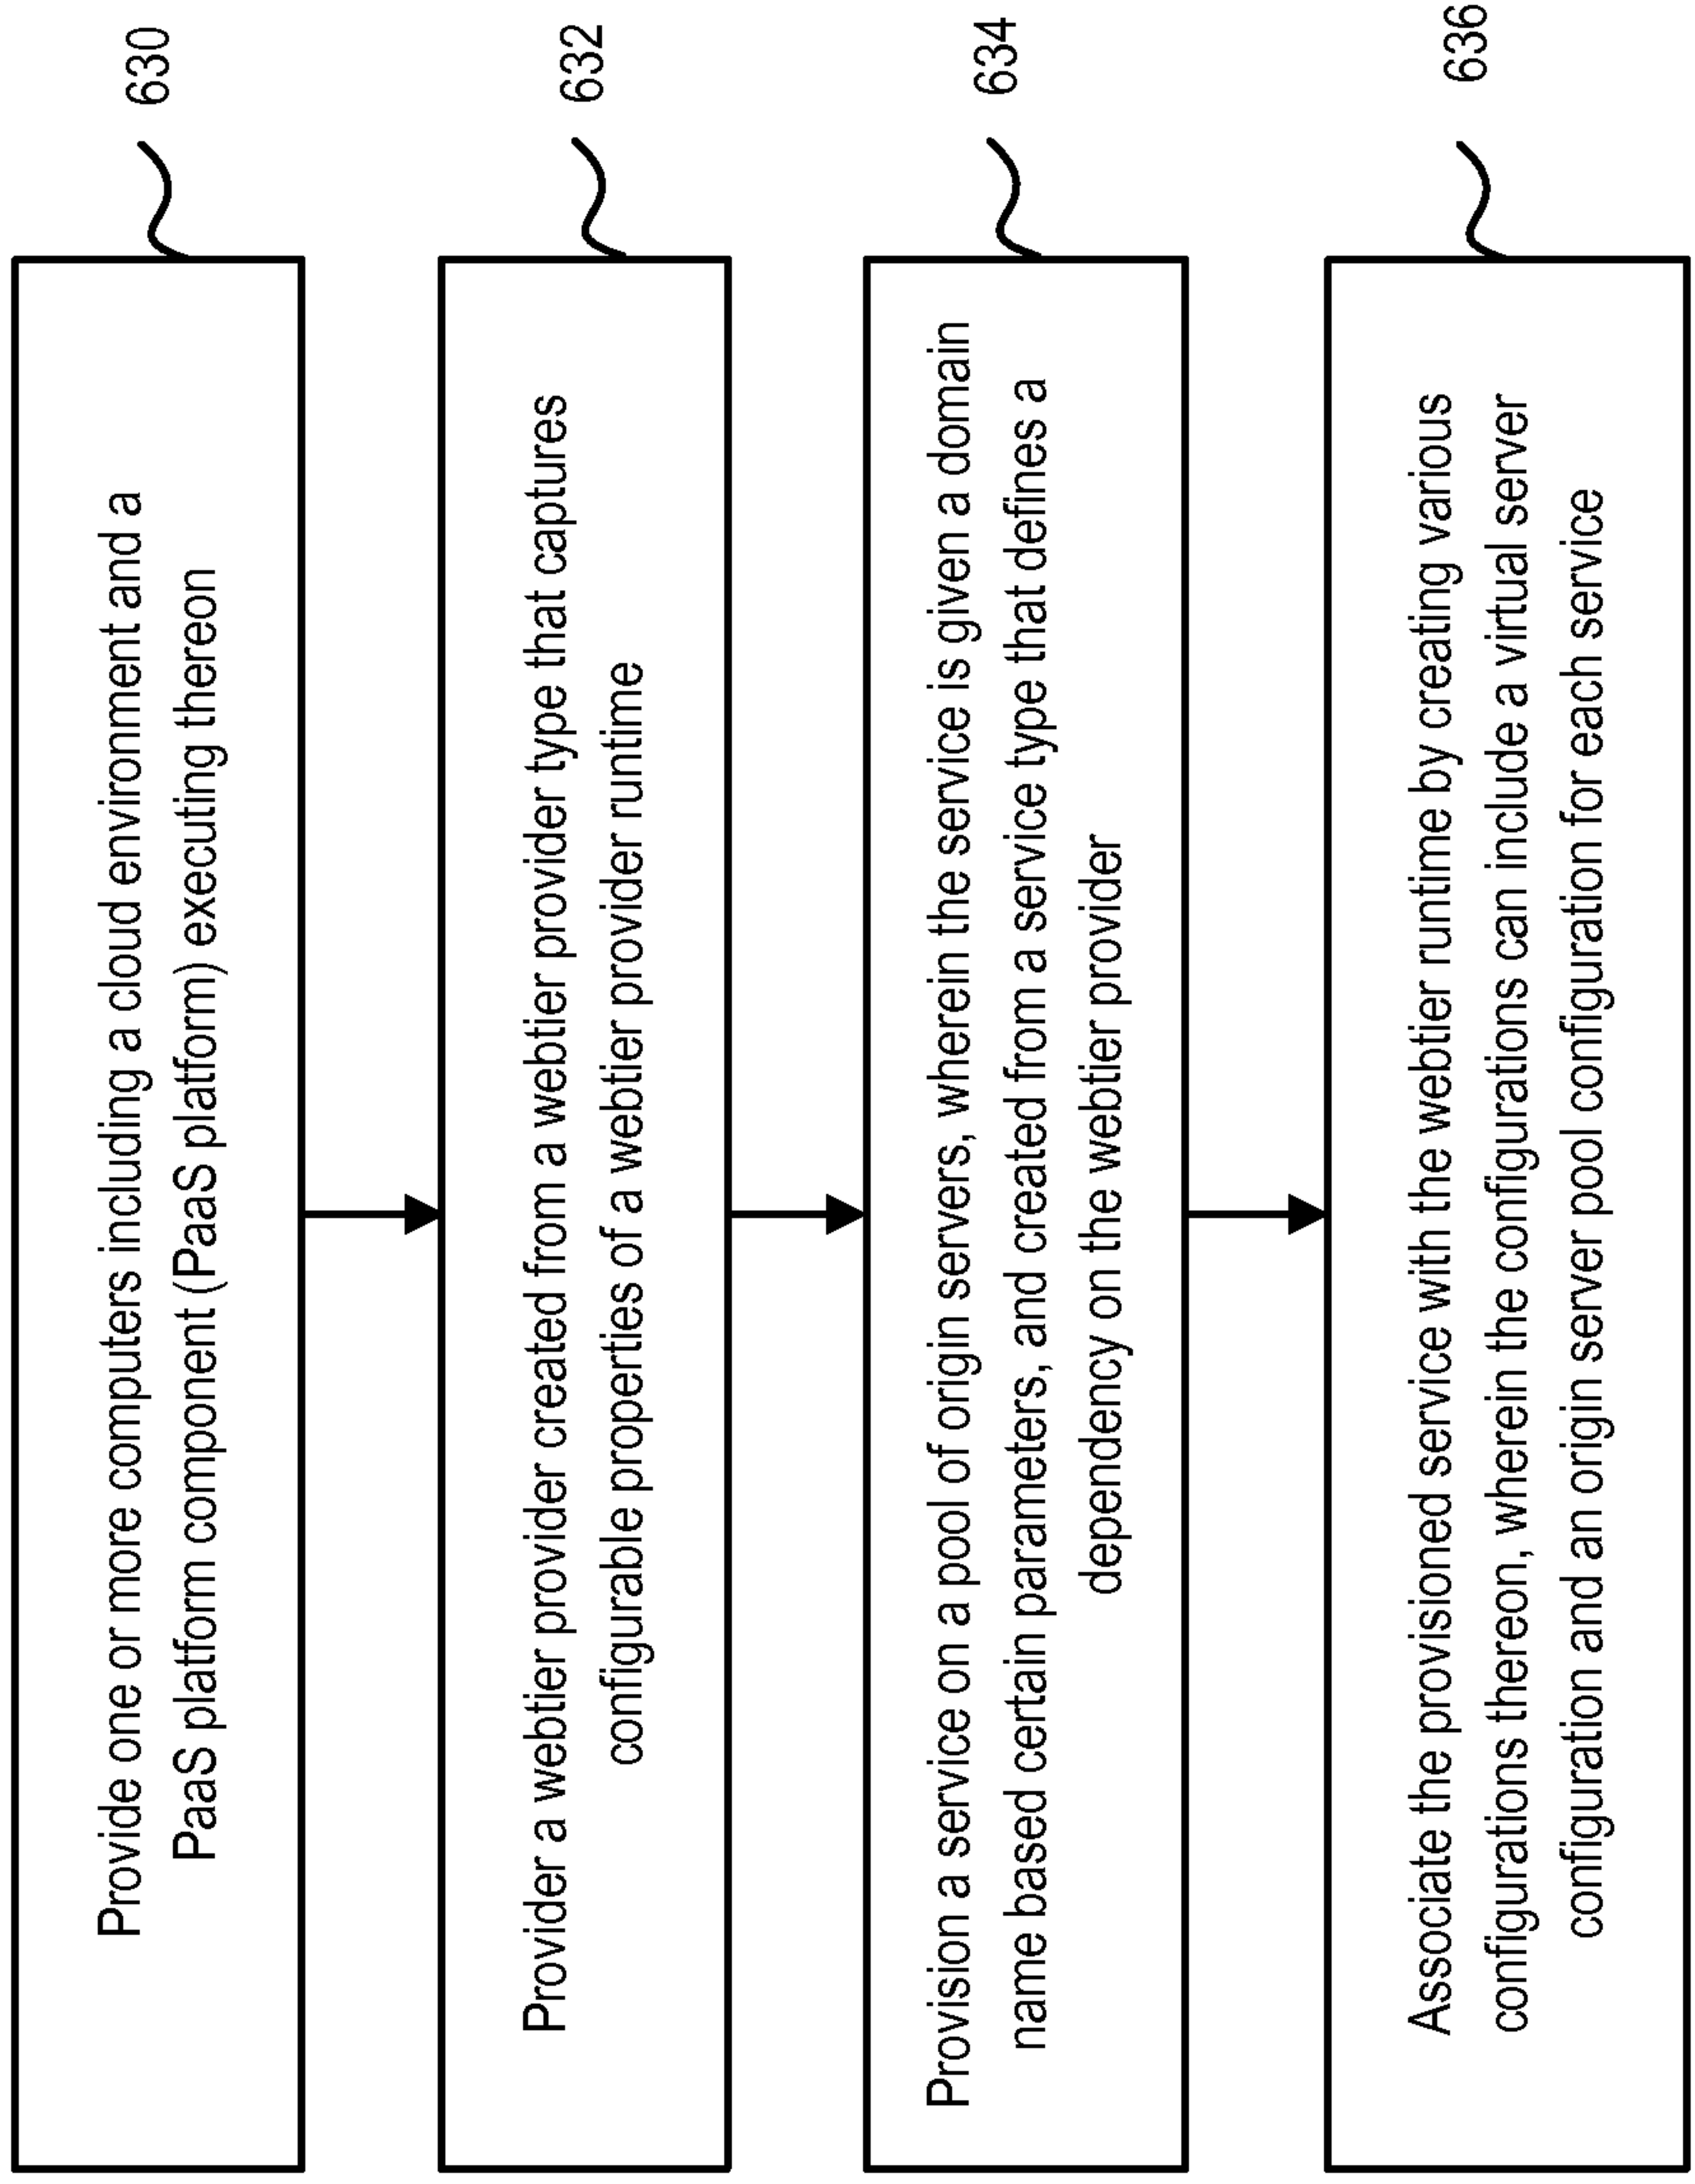 Provide one or more computers including a cloud environment and a
PaaS platform component (PaaS platform) executing thereon
630
Provider a webtier provider created from a webtier provider type that captures
configurable properties of a webtier provider runtime
632
Provision a service on a pool of origin servers, wherein the service is given a domain
name based certain parameters, and created from a service type that defines a
dependency on the webtier provider
634
Associate the provisioned service with the webtier runtime by creating various
configurations thereon, wherein the configurations can include a virtual server
configuration and an origin server pool configuration for each service
636